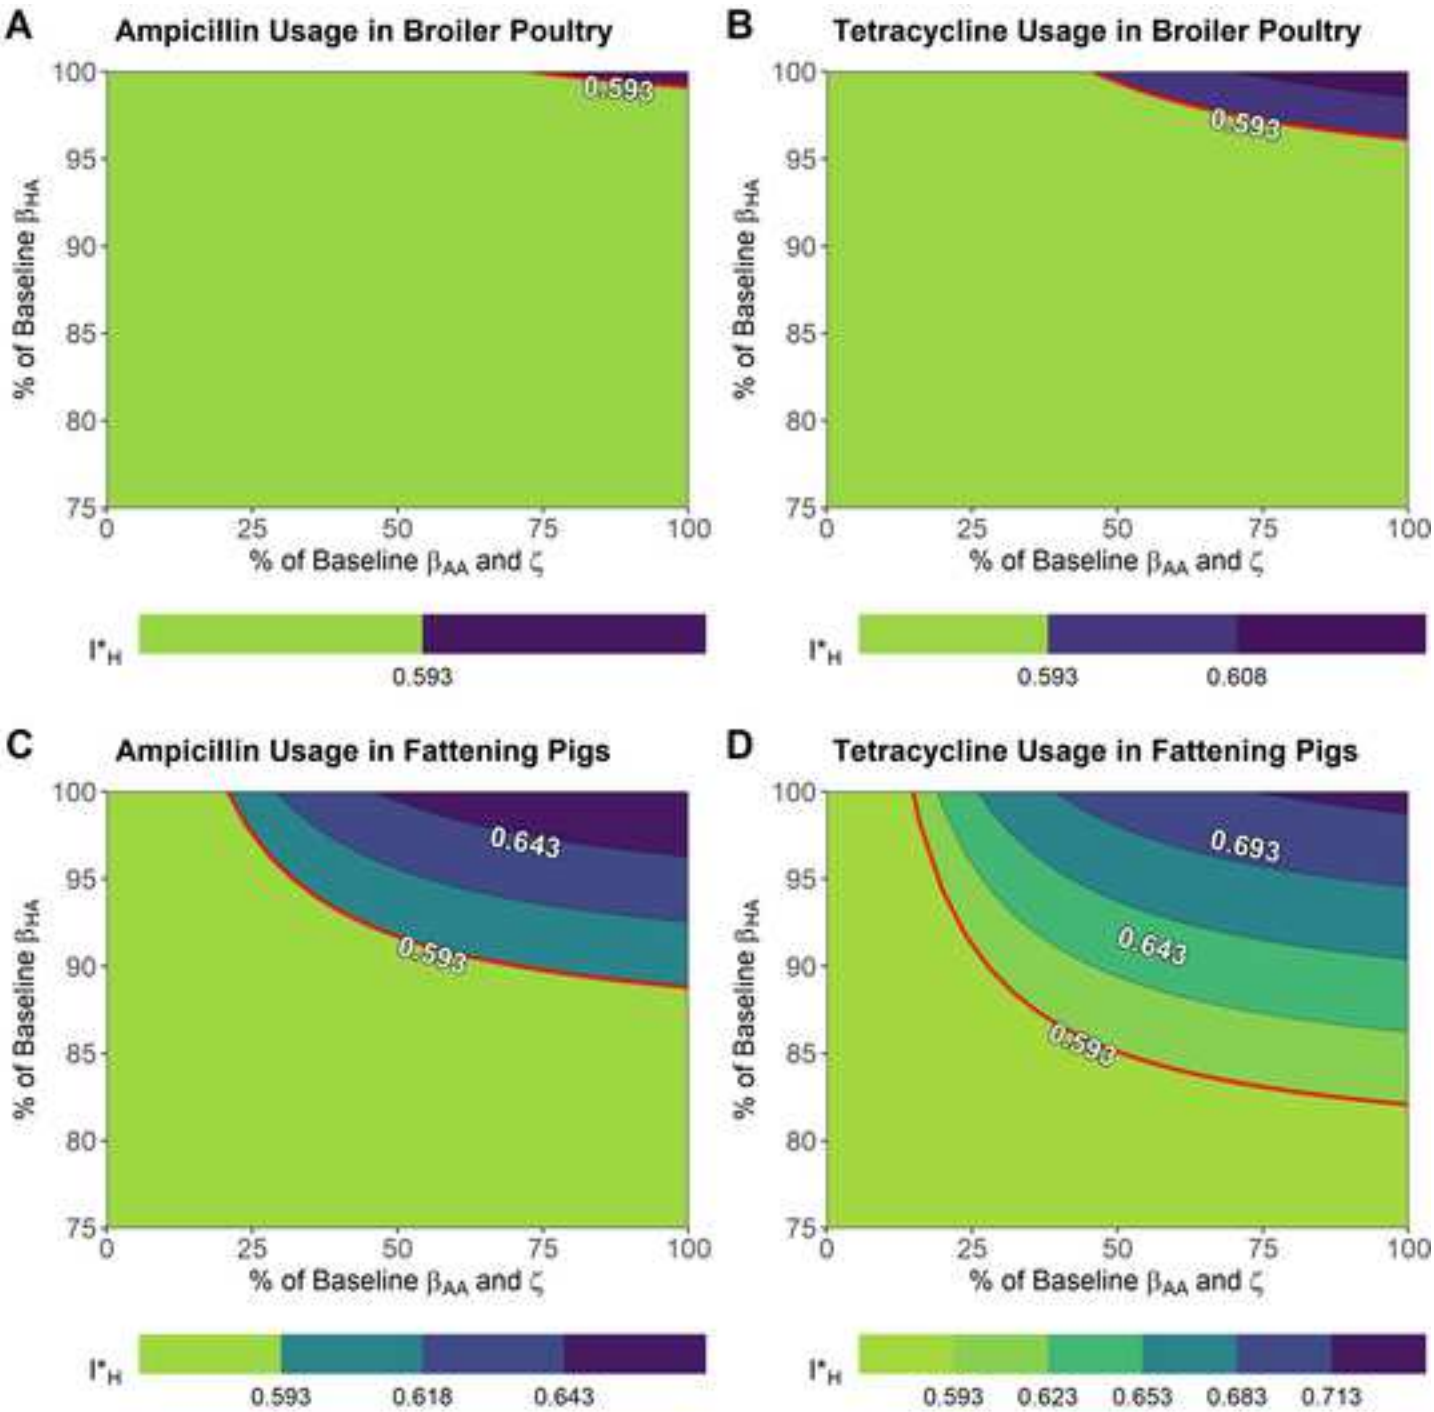 A Ampicillin Usage in Broiler Poultry
100
95
90
85
80
75
% of Baseline βHA
0.593
0 25 50 75 100
% of Baseline βAA and ζ
I*H
0.593
B Tetracycline Usage in Broiler Poultry
100
95
90
85
80
75
% of Baseline βHA
0.593
0 25 50 75 100
% of Baseline βAA and ζ
I*H
0.593 0.608
C Ampicillin Usage in Fattening Pigs
100
95
90
85
80
75
% of Baseline βHA
0.643
0.593
0 25 50 75 100
% of Baseline βAA and ζ
I*H
0.593 0.618 0.643
D Tetracycline Usage in Fattening Pigs
100
95
90
85
80
75
% of Baseline βHA
0.693
0.643
0.593
0 25 50 75 100
% of Baseline βAA and ζ
I*H
0.593 0.623 0.653 0.683 0.713